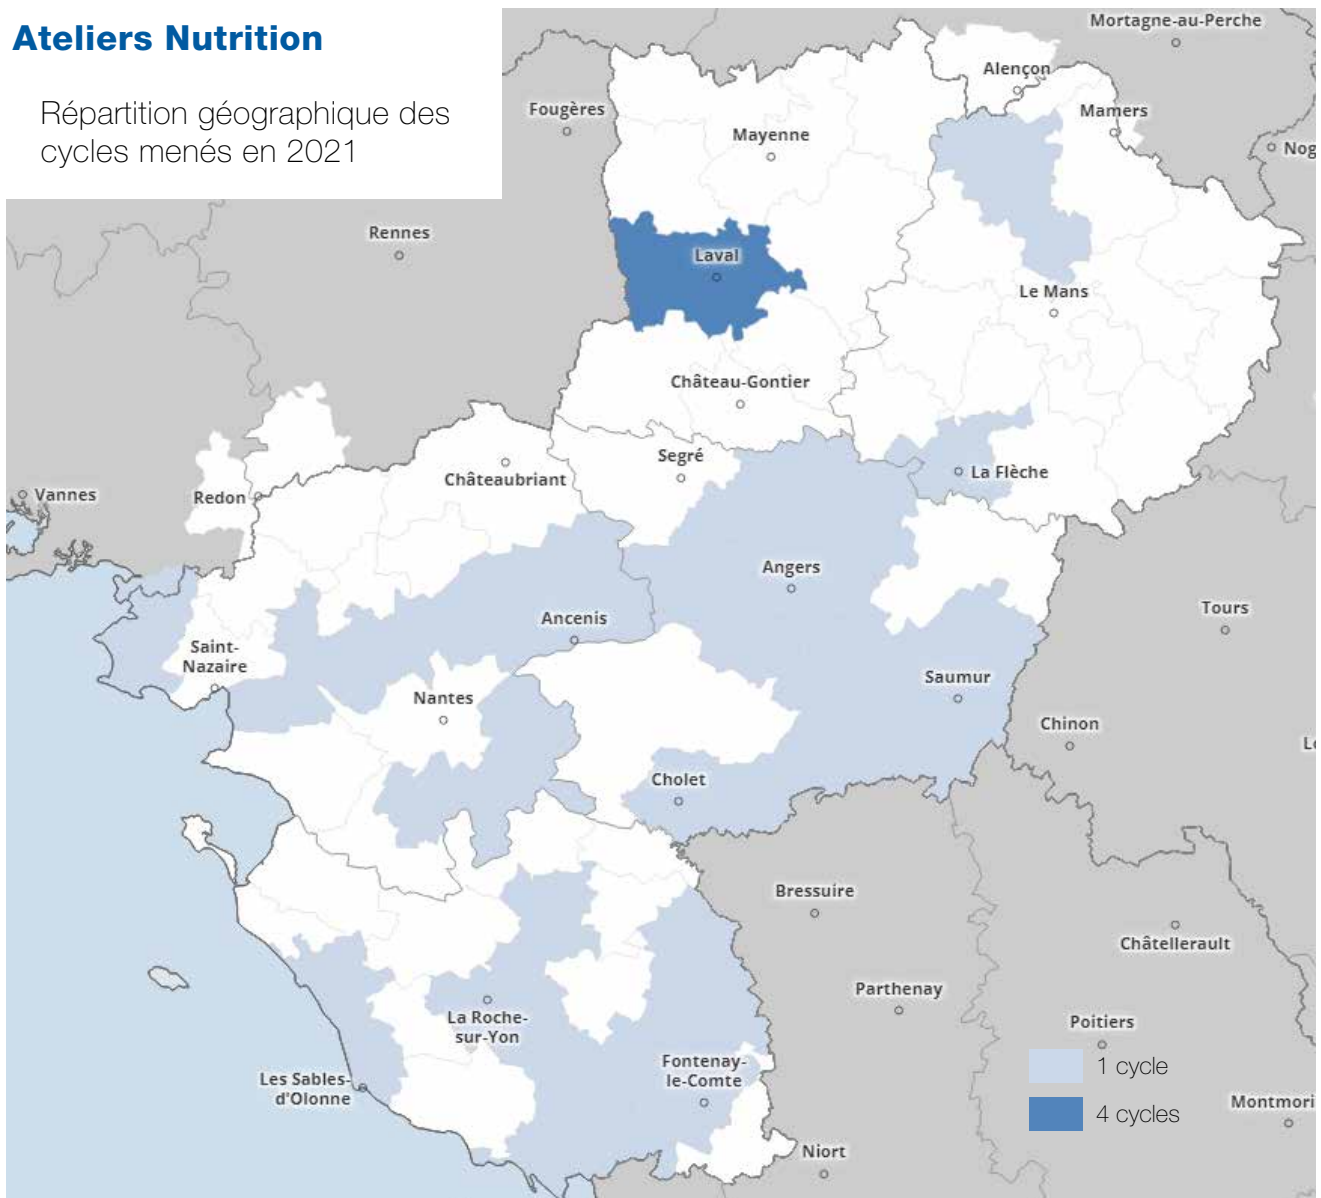 Ateliers Nutrition
Répartition géographique des
cycles menés en 2021
Mortagne-au-Perche
Alençon
Fougères
Mamers
Mayenne
Nog
Rennes
Laval
Le Mans
Château-Gontier
Segré
La Flèche
Châteaubriant
Vannes
Redon
Angers
Tours
Ancenis
Saint-
Nazaire
Saumur
Nantes
Chinon
Cholet
Bressuire
Châtellerault
Parthenay
La Roche-
sur-Yon
Poitiers
Fontenay-
le-Comte
1 cycle
Les Sables-
d'Olonne
4 cycles
Montmori
Niort